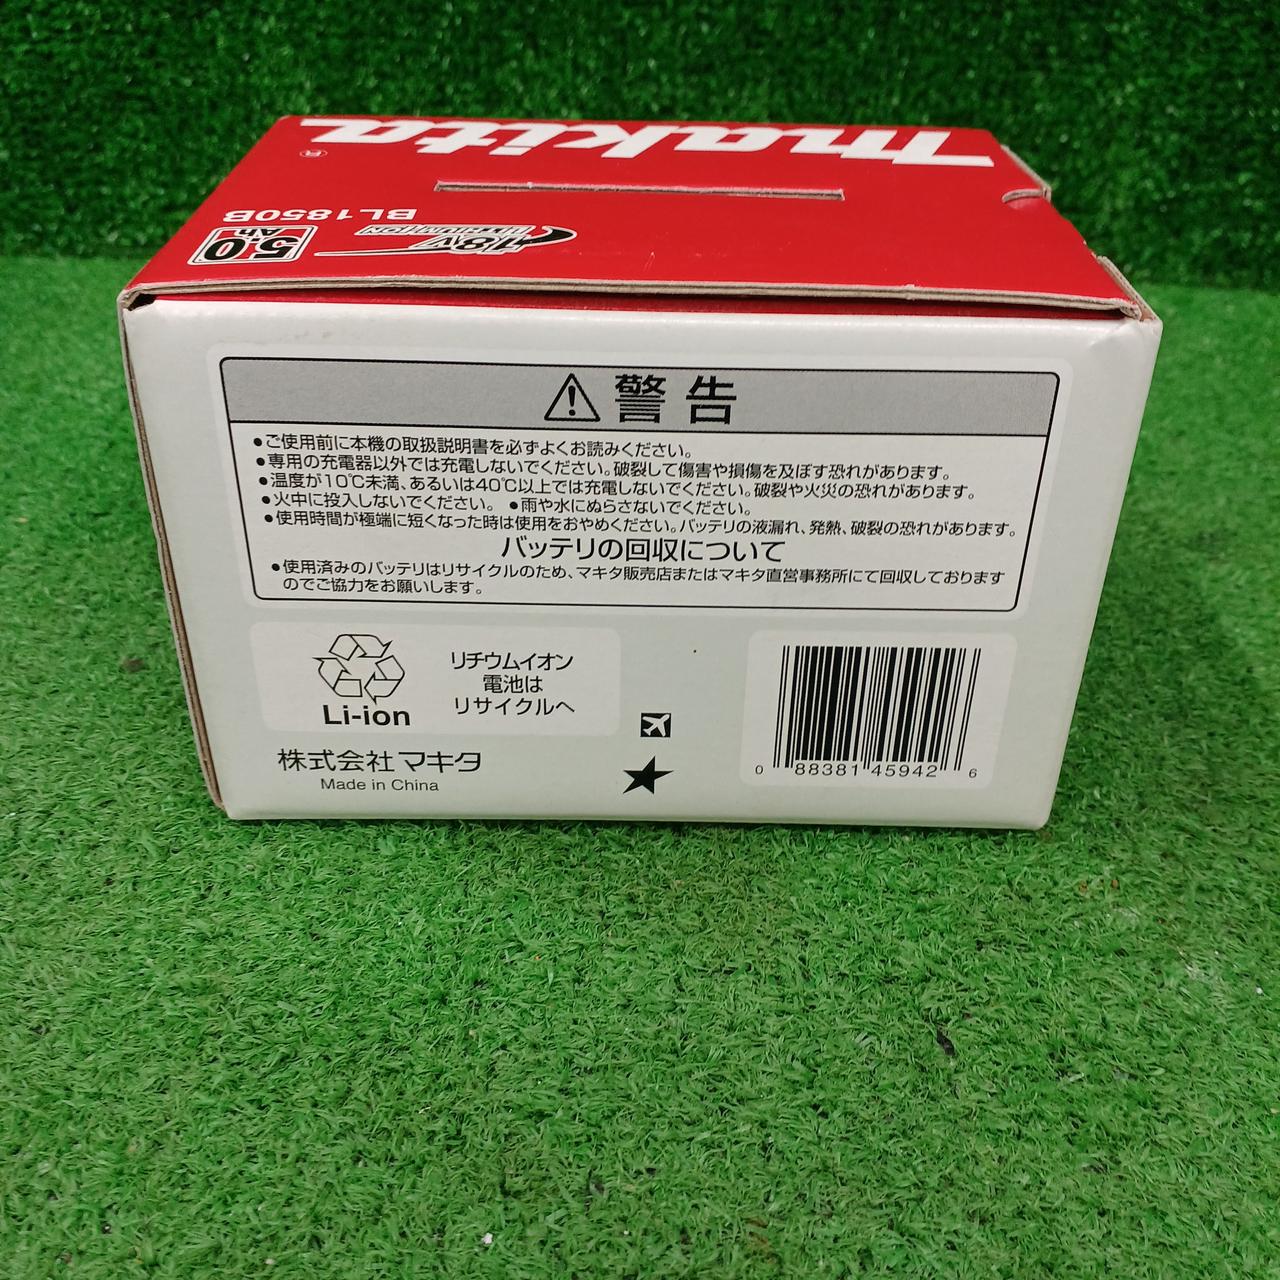 makita®
BL1850B
18V
LITHIUM-ION
5.0
Ah
警告
●ご使用前に本機の取扱説明書を必ずよくお読みください。
●専用の充電器以外では充電しないでください。破裂して傷害や損傷を及ぼす恐れがあります。
●温度が10℃未満、あるいは40℃以上では充電しないでください。破裂や火災の恐れがあります。
●火中に投入しないでください。 ●雨や水にぬらさないでください。
●使用時間が極端に短くなった時は使用をおやめください。バッテリの液漏れ、発熱、破裂の恐れがあります。
バッテリの回収について
●使用済みのバッテリはリサイクルのため、マキタ販売店またはマキタ直営事務所にて回収しております
のでご協力をお願いします。
Li-ion
リチウムイオン
電池は
リサイクルへ
株式会社マキタ
Made in China
0 88381 45942 6